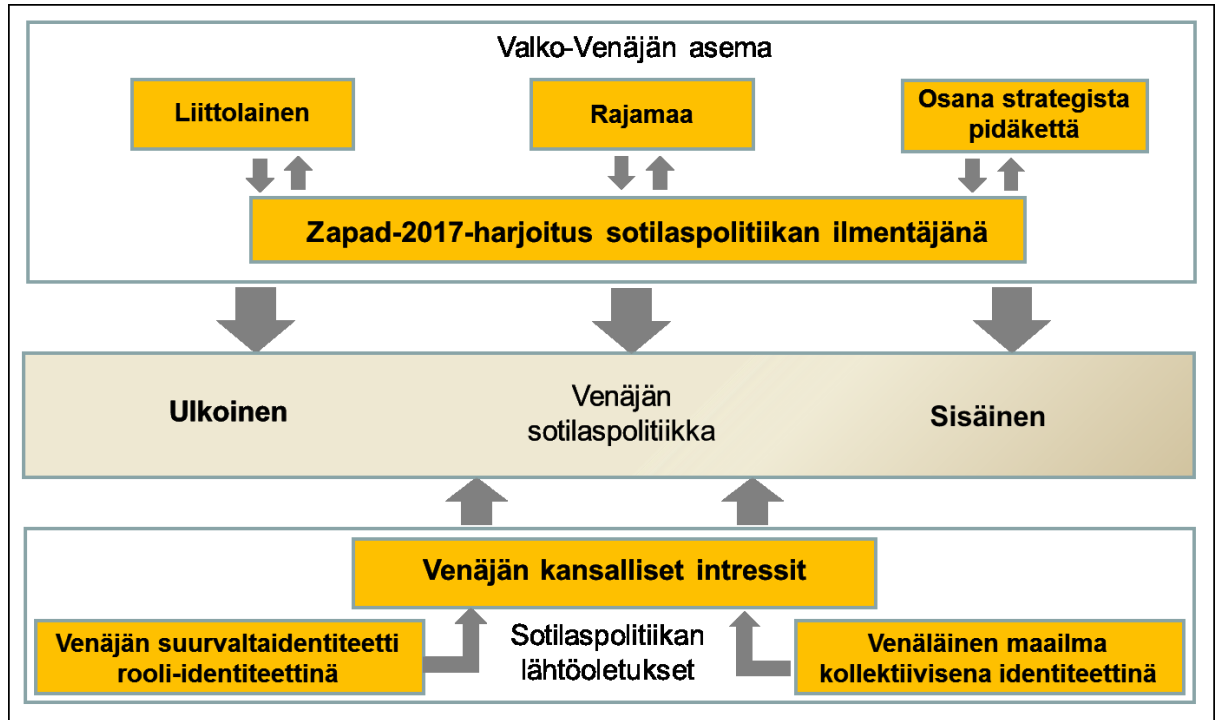 Valko-Venäjän asema
Liittolainen
Rajamaa
Osana strategista
pidäkettä
Zapad-2017-harjoitus sotilaspolitiikan ilmentäjänä
Ulkoinen
Venäjän
sotilaspolitiikka
Sisäinen
Venäjän kansalliset intressit
Venäjän suurvaltaidentiteetti
rooli-identiteettinä
Sotilaspolitiikan
lähtöoletukset
Venäläinen maailma
kollektiivisena identiteettinä